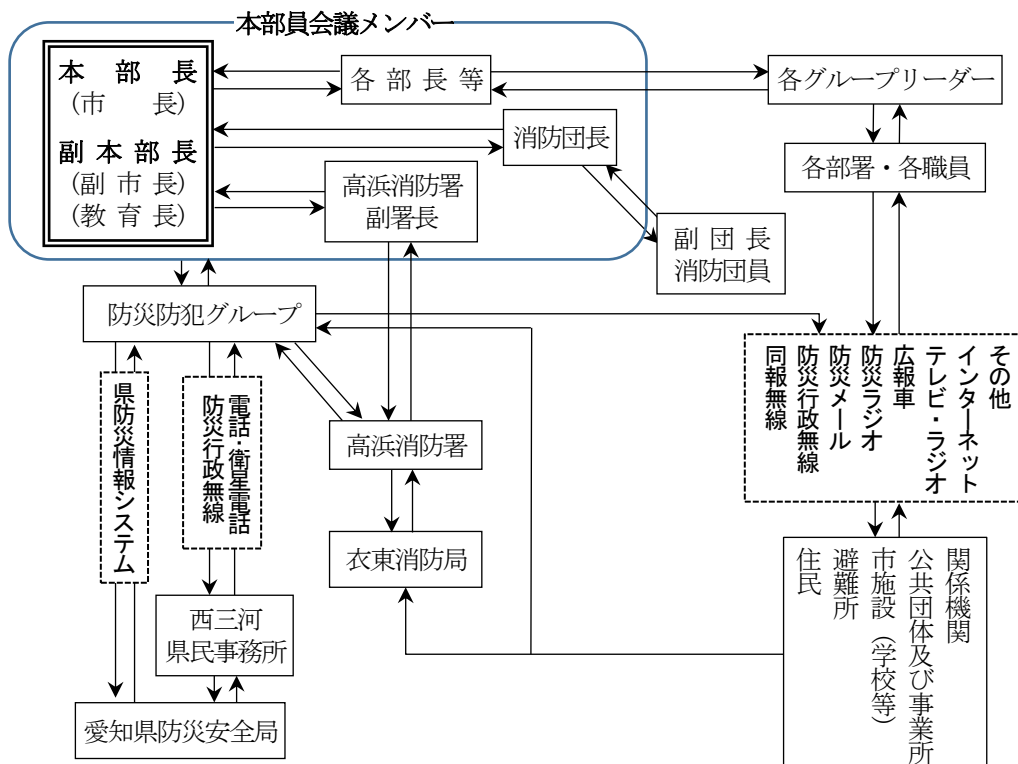 本部員会議メンバー
本部長
(市長)
副本部長
(副市長)
(教育長)
各部長等
各グループリーダー
消防団長
各部署・各職員
高浜消防署
副署長
副団長
消防団員
防災防犯グループ
県防災情報システム
電話・衛星電話
防災行政無線
高浜消防署
その他
インターネット
テレビ・ラジオ
広報車
防災ラジオ
防災メール
防災行政無線
同報無線
衣東消防局
西三河
県民事務所
愛知県防災安全局
関係機関
公共団体及び事業所
市施設（学校等）
避難所
住民